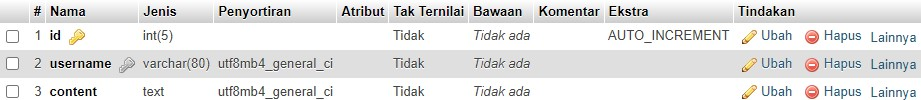 # Nama Jenis Penyortiran Atribut Tak Ternilai Bawaan Komentar Ekstra Tindakan
1 id int(5) Tidak Tidak ada AUTO_INCREMENT Ubah Hapus Lainnya
2 username varchar(80) utf8mb4_general_ci Tidak Tidak ada Ubah Hapus Lainnya
3 content text utf8mb4_general_ci Tidak Tidak ada Ubah Hapus Lainnya